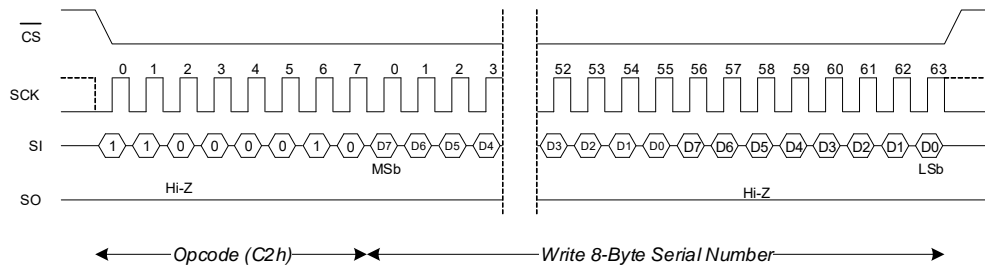 CS
0 1 2 3 4 5 6 7 0 1 2 3 52 53 54 55 56 57 58 59 60 61 62 63
SCK
SI 1 1 0 0 0 0 1 0 D7 D6 D5 D4 D3 D2 D1 D0 D7 D6 D5 D4 D3 D2 D1 D0
MSb LSb
Hi-Z Hi-Z
SO
Opcode (C2h) Write 8-Byte Serial Number